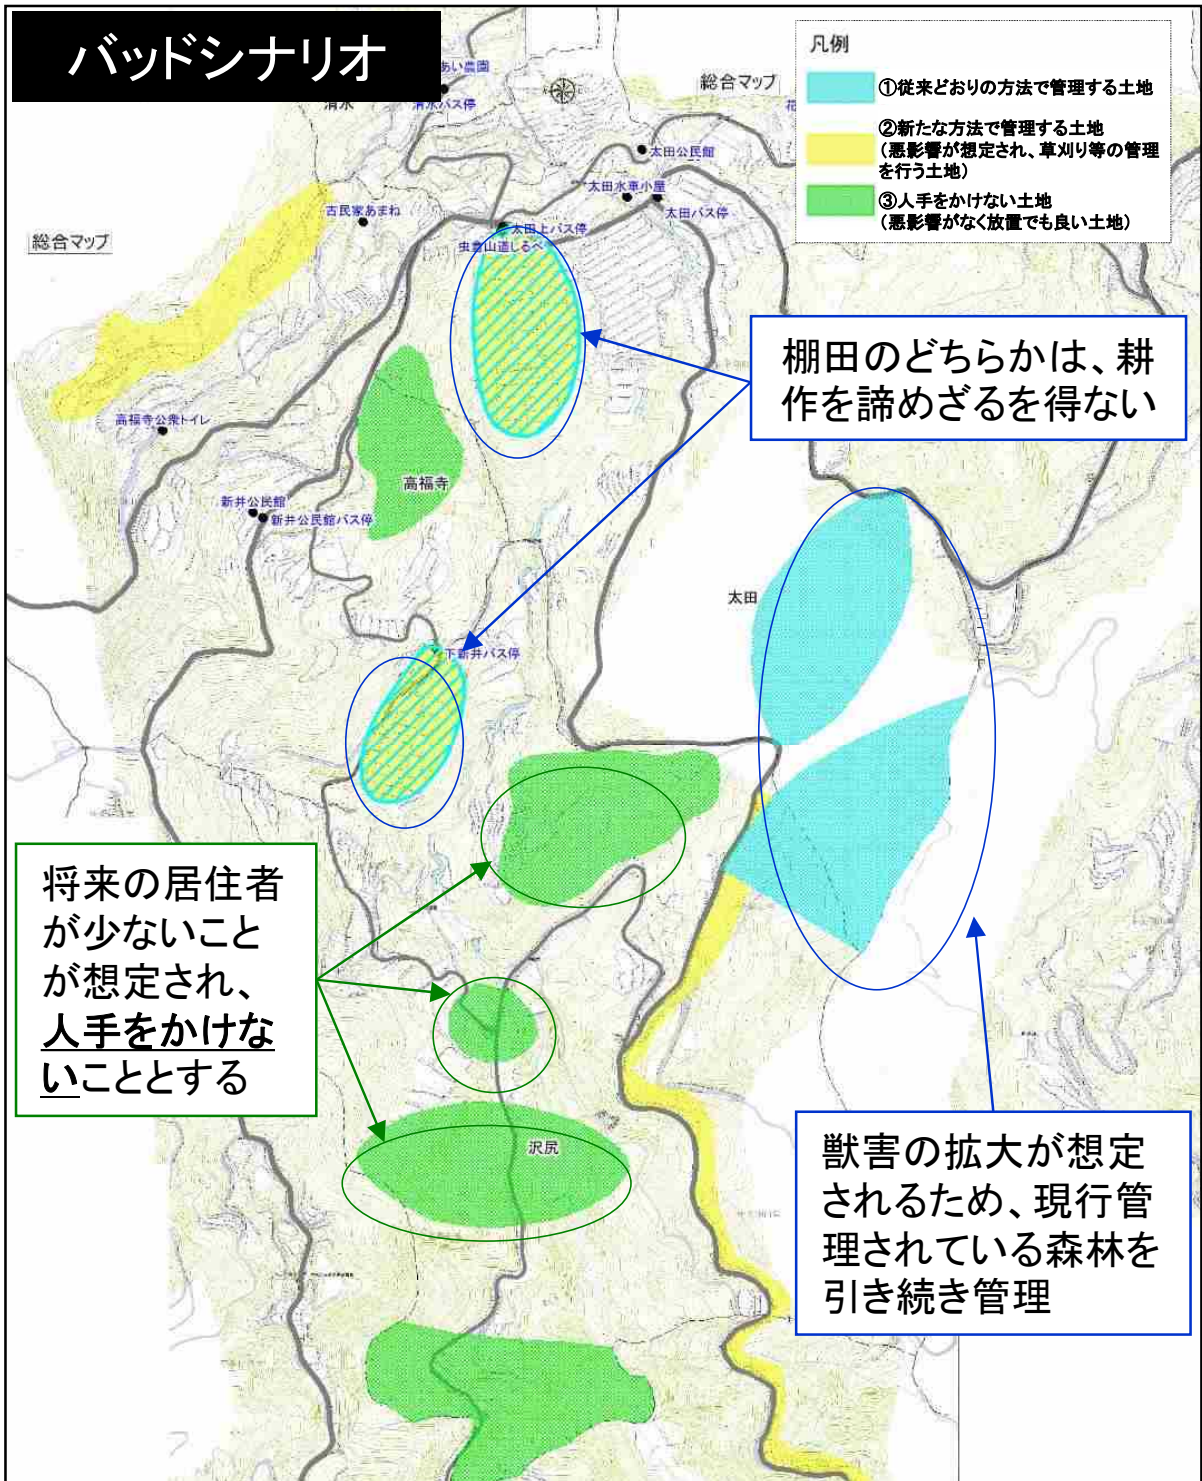 バッドシナリオ
凡例
①従来どおりの方法で管理する土地
②新たな方法で管理する土地
(悪影響が想定され、草刈り等の管理
を行う土地)
③人手をかけない土地
(悪影響がなく放置でも良い土地)
総合マップ
あい農園
清水
清水バス停
花
太田公民館
太田水車小屋
太田バス停
古民家あまね
太田上バス停
虫倉山道しるべ
総合マップ
棚田のどちらかは、耕
作を諦めざるを得ない
高福寺公衆トイレ
高福寺
新井公民館
新井公民館バス停
太田
下新井バス停
将来の居住者
が少ないこと
が想定され、
人手をかけな
いこととする
沢尻
獣害の拡大が想定
されるため、現行管
理されている森林を
引き続き管理